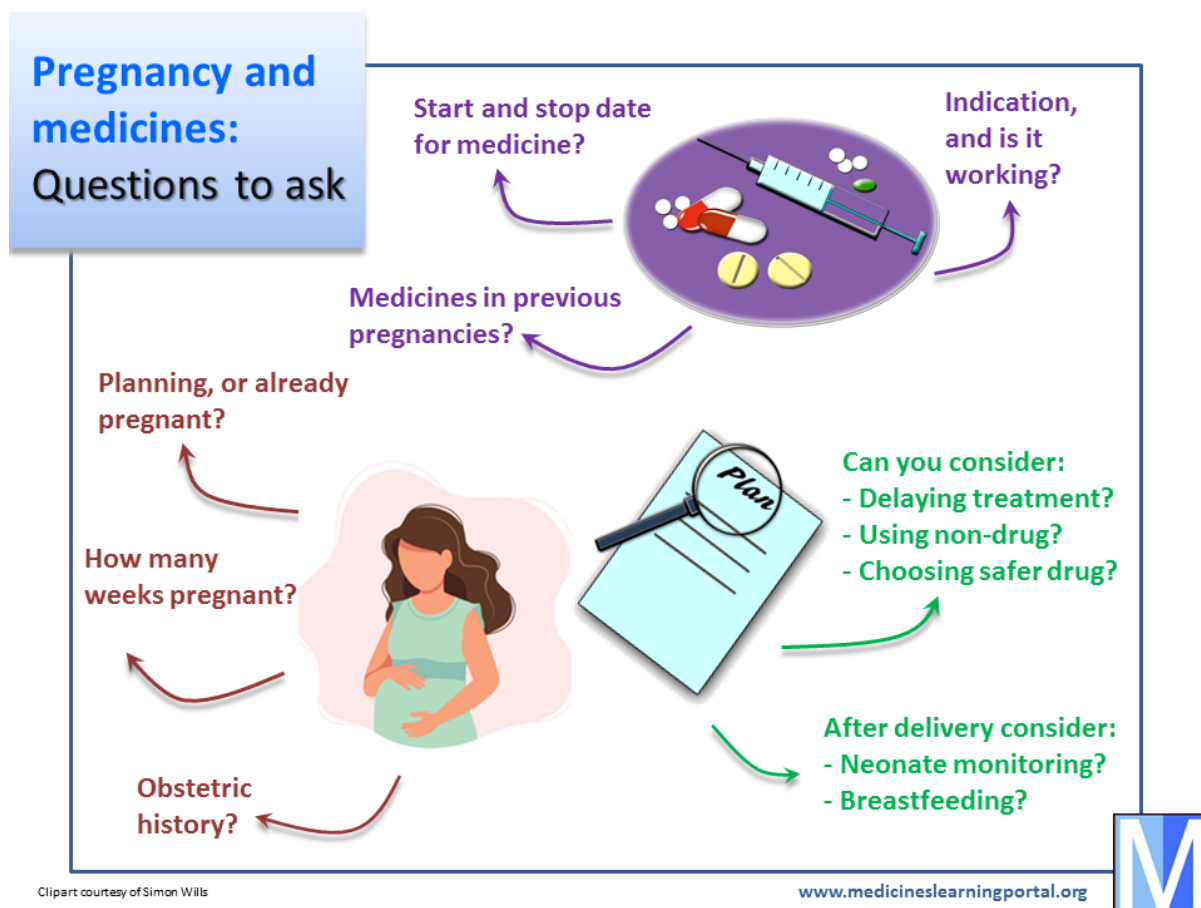 Pregnancy and
medicines:
Questions to ask
Start and stop date
for medicine?
Indication,
and is it
working?
Medicines in previous
pregnancies?
Planning, or already
pregnant?
How many
weeks pregnant?
Obstetric
history?
Plan
Can you consider:
- Delaying treatment?
- Using non-drug?
- Choosing safer drug?
After delivery consider:
- Neonate monitoring?
- Breastfeeding?
Clipart courtesy of Simon Wills
www.medicineslearningportal.org
M